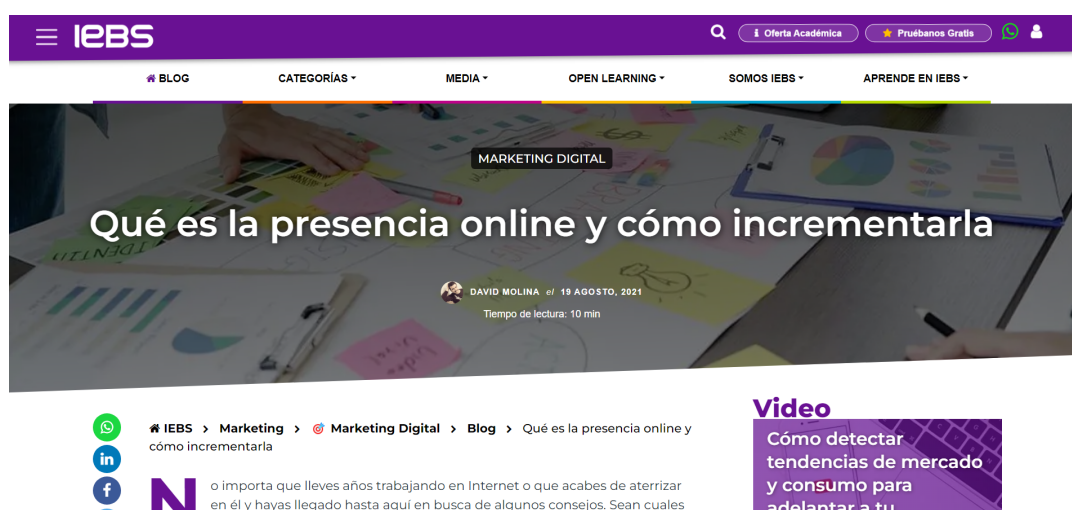 IEBS
Oferta Académica
Pruébanos Gratis
BLOG
CATEGORÍAS
MEDIA
OPEN LEARNING
SOMOS IEBS
APRENDE EN IEBS
MARKETING DIGITAL
Qué es la presencia online y cómo incrementarla
DAVID MOLINA el 19 AGOSTO, 2021
Tiempo de lectura: 10 min
IEBS > Marketing > Marketing Digital > Blog > Qué es la presencia online y
cómo incrementarla
No importa que lleves años trabajando en Internet o que acabes de aterrizar
en él y hayas llegado hasta aquí en busca de algunos consejos. Sean cuales
Video
Cómo detectar
tendencias de mercado
y consumo para
adelantar a tu